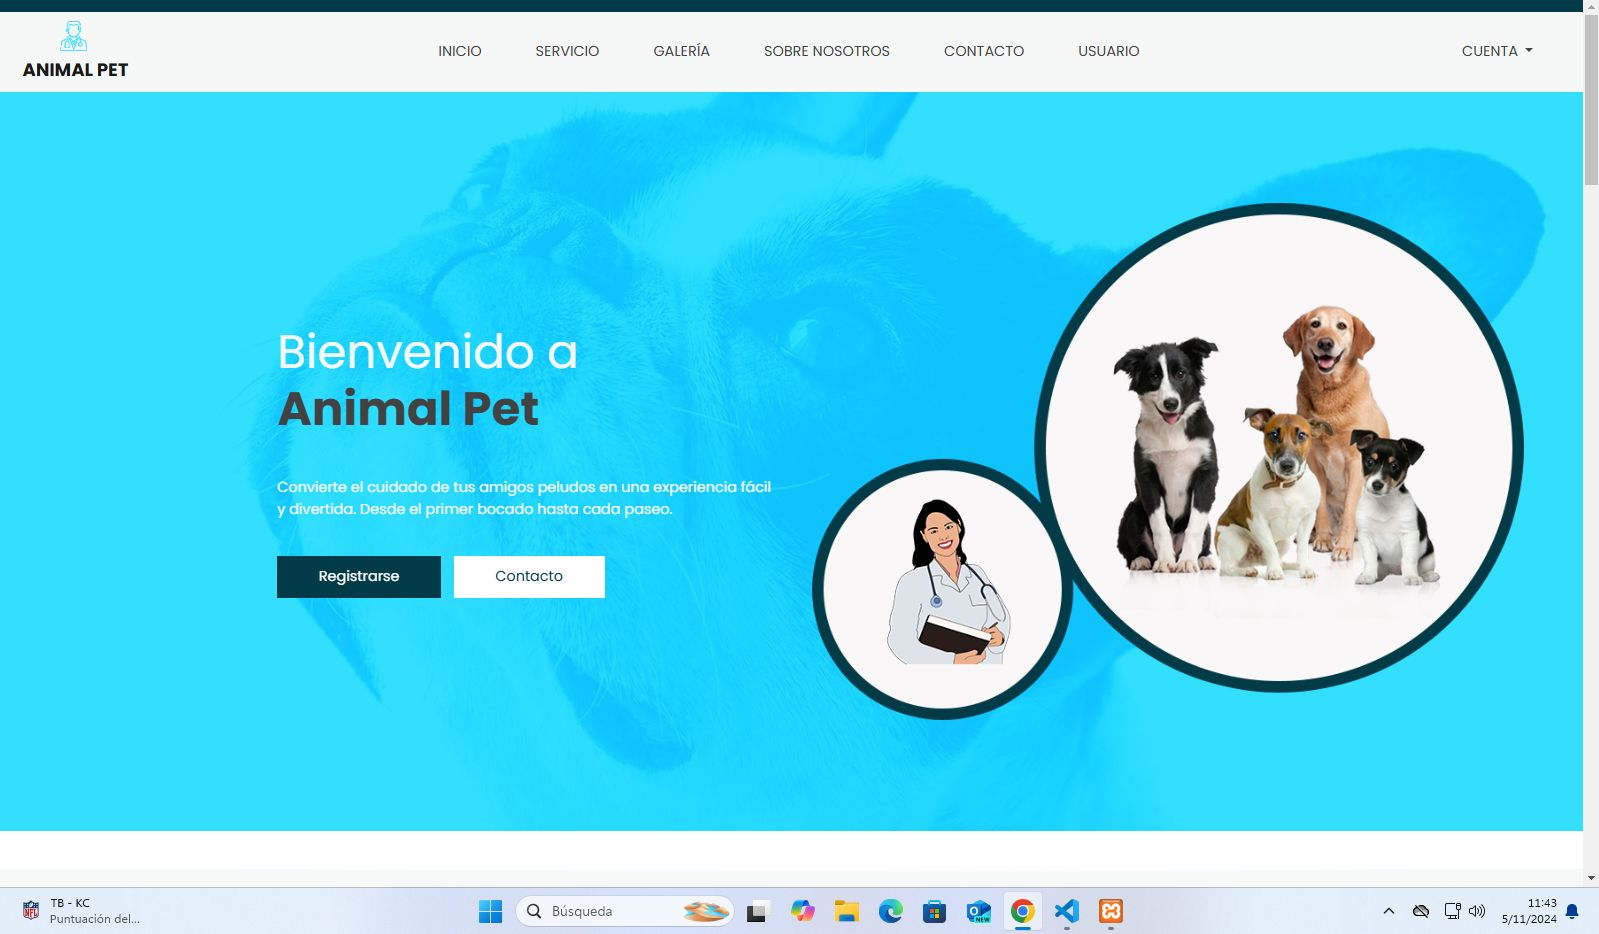 ANIMAL PET
INICIO
SERVICIO
GALERÍA
SOBRE NOSOTROS
CONTACTO
USUARIO
CUENTA
Bienvenido a
Animal Pet
Convierte el cuidado de tus amigos peludos en una experiencia fácil
y divertida. Desde el primer bocado hasta cada paseo.
Registrarse
Contacto
TB - KC
Puntuación del...
Búsqueda
NEW
11:43
5/11/2024